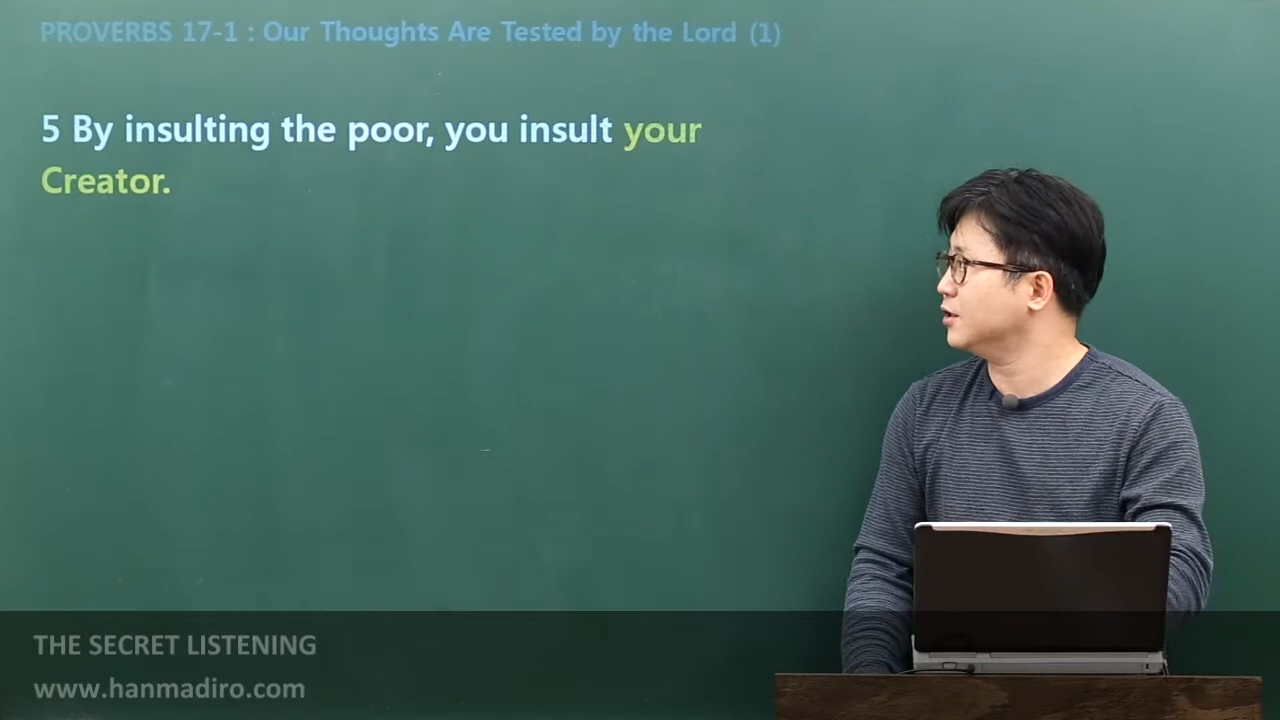 PROVERBS 17-1 : Our Thoughts Are Tested by the Lord (1)
5 By insulting the poor, you insult your
Creator.
THE SECRET LISTENING
www.hanmadiro.com